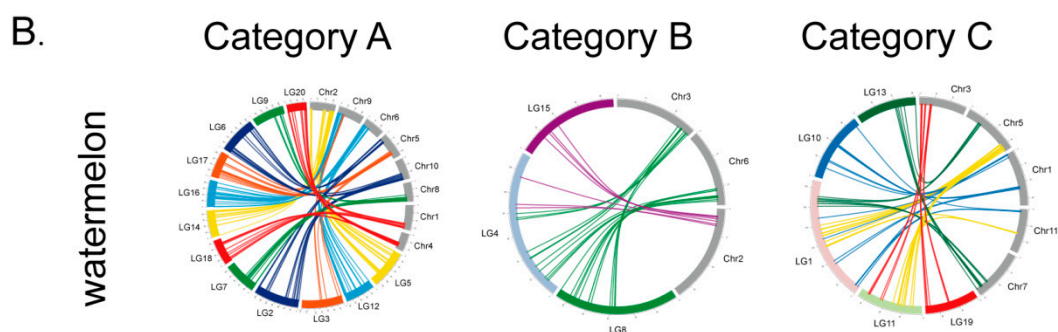 B.
Category A
Category B
Category C
watermelon
LG20
Chr2
Chr9
Chr6
Chr5
Chr10
Chr8
Chr1
Chr4
LG5
LG12
LG3
LG2
LG7
LG18
LG14
LG16
LG17
LG6
LG9
LG15
Chr3
Chr6
Chr2
LG8
LG4
LG13
Chr3
Chr5
Chr1
Chr11
Chr7
LG19
LG11
LG1
LG10